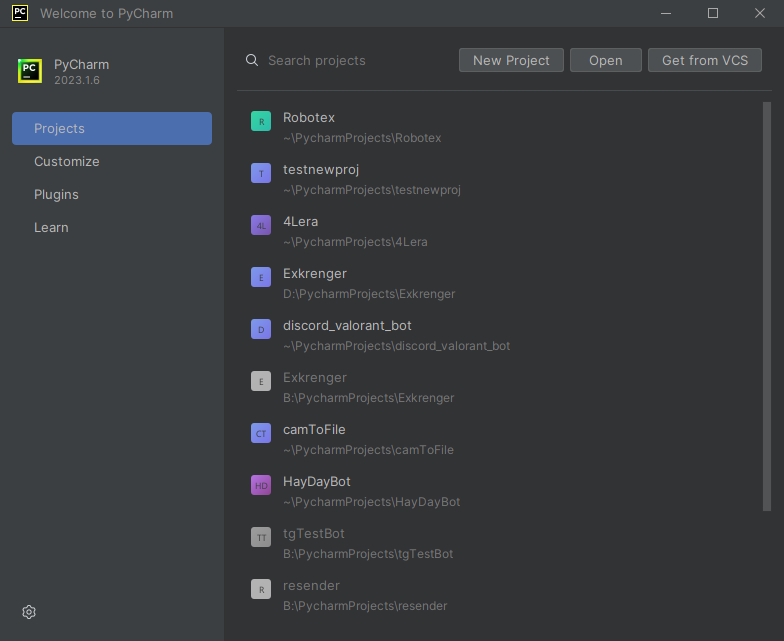 PC Welcome to PyCharm
PC PyCharm
2023.1.6
Projects
Customize
Plugins
Learn
Search projects New Project Open Get from VCS
R Robotex
~\PycharmProjects\Robotex
T testnewproj
~\PycharmProjects\testnewproj
4L 4Lera
~\PycharmProjects\4Lera
E Exkrenger
D:\PycharmProjects\Exkrenger
D discord_valorant_bot
~\PycharmProjects\discord_valorant_bot
E Exkrenger
B:\PycharmProjects\Exkrenger
CT camToFile
~\PycharmProjects\camToFile
HD HayDayBot
~\PycharmProjects\HayDayBot
TT tgTestBot
B:\PycharmProjects\tgTestBot
R resender
B:\PycharmProjects\resender